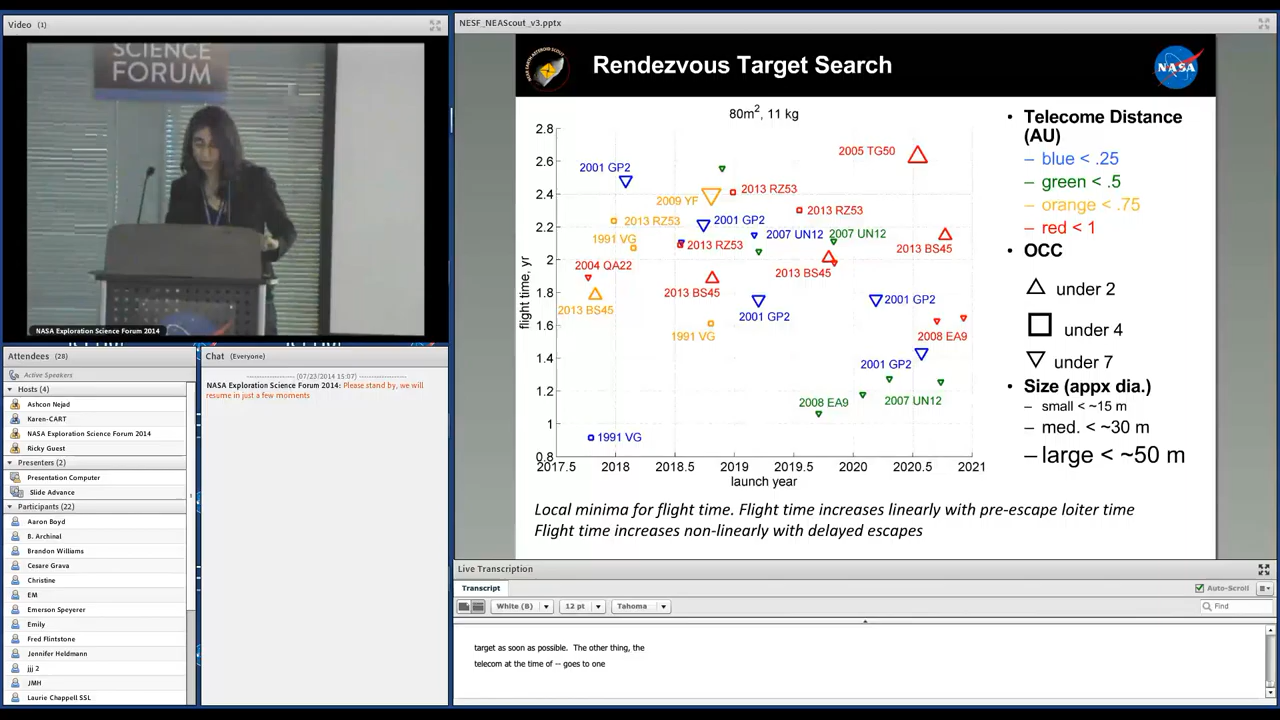 Video (1)
SCIENCE
FORUM
NASA Exploration Science Forum 2014
Attendees (28)
Active Speakers
Hosts (4)
Ashcon Nejad
Karen-CART
NASA Exploration Science Forum 2014
Ricky Guest
Presenters (2)
Presentation Computer
Slide Advance
Participants (22)
Aaron Boyd
B. Archinal
Brandon Williams
Cesare Grava
Christine
EM
Emerson Speyerer
Emily
Fred Flintstone
Jennifer Heldmann
jjj 2
JMH
Laurie Chappell SSL
Chat (Everyone)
------------------- (07/23/2014 15:07) -------------------
NASA Exploration Science Forum 2014: Please stand by, we will
resume in just a few moments
NESF_NEAScout_v3.pptx
Rendezvous Target Search
NASA
80m2, 11 kg
flight time, yr
2.8
2.6
2.4
2.2
2
1.8
1.6
1.4
1.2
1
0.8
2005 TG50
2001 GP2
2013 RZ53
2009 YF
2013 RZ53
2013 RZ53
2001 GP2
1991 VG
2007 UN12
2007 UN12
2013 RZ53
2013 BS45
2004 QA22
2013 BS45
2013 BS45
2013 BS45
2001 GP2
2001 GP2
1991 VG
2008 EA9
2001 GP2
2008 EA9
2007 UN12
1991 VG
2017.5
2018
2018.5
2019
2019.5
2020
2020.5
2021
launch year
• Telecome Distance
(AU)
– blue < .25
– green < .5
– orange < .75
– red < 1
• OCC
under 2
under 4
under 7
• Size (appx dia.)
– small < ~15 m
– med. < ~30 m
– large < ~50 m
Local minima for flight time. Flight time increases linearly with pre-escape loiter time
Flight time increases non-linearly with delayed escapes
Live Transcription
Transcript
Auto-Scroll
White (B)
12 pt
Tahoma
Find
target as soon as possible. The other thing, the
telecom at the time of -- goes to one